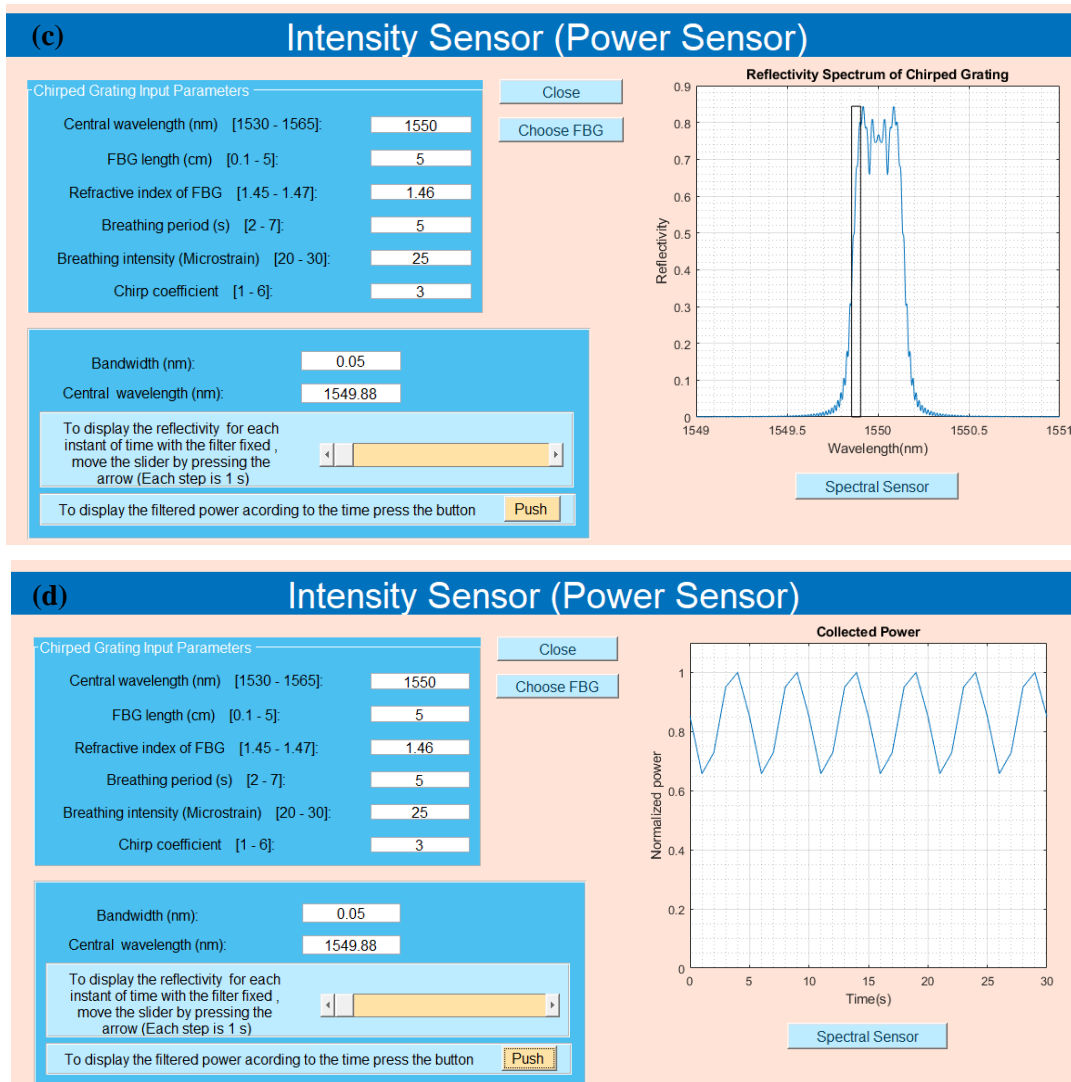 (c)
Intensity Sensor (Power Sensor)
Chirped Grating Input Parameters
Central wavelength (nm) [1530 - 1565]: 1550
FBG length (cm) [0.1 - 5]: 5
Refractive index of FBG [1.45 - 1.47]: 1.46
Breathing period (s) [2 - 7]: 5
Breathing intensity (Microstrain) [20 - 30]: 25
Chirp coefficient [1 - 6]: 3
Close
Choose FBG
Bandwidth (nm): 0.05
Central wavelength (nm): 1549.88
To display the reflectivity for each
instant of time with the filter fixed ,
move the slider by pressing the
arrow (Each step is 1 s)
To display the filtered power acording to the time press the button Push
Reflectivity Spectrum of Chirped Grating
0.9
0.8
0.7
0.6
0.5
0.4
0.3
0.2
0.1
0
Reflectivity
1549 1549.5 1550 1550.5 1551
Wavelength(nm)
Spectral Sensor
(d)
Intensity Sensor (Power Sensor)
Chirped Grating Input Parameters
Central wavelength (nm) [1530 - 1565]: 1550
FBG length (cm) [0.1 - 5]: 5
Refractive index of FBG [1.45 - 1.47]: 1.46
Breathing period (s) [2 - 7]: 5
Breathing intensity (Microstrain) [20 - 30]: 25
Chirp coefficient [1 - 6]: 3
Close
Choose FBG
Bandwidth (nm): 0.05
Central wavelength (nm): 1549.88
To display the reflectivity for each
instant of time with the filter fixed ,
move the slider by pressing the
arrow (Each step is 1 s)
To display the filtered power acording to the time press the button Push
Collected Power
1
0.8
0.6
0.4
0.2
0
Normalized power
0 5 10 15 20 25 30
Time(s)
Spectral Sensor